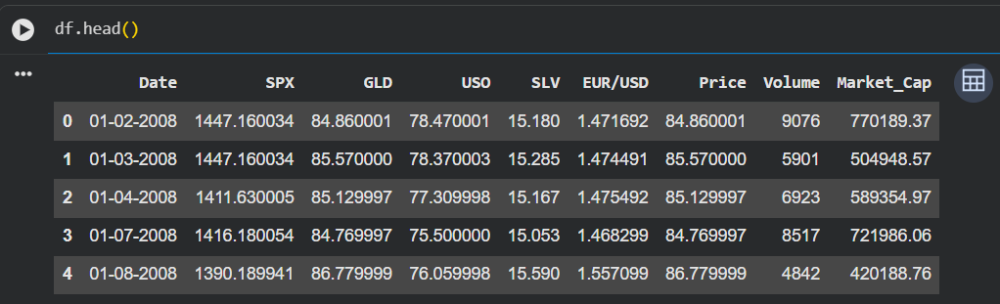 df.head()
Date SPX GLD USO SLV EUR/USD Price Volume Market_Cap
0 01-02-2008 1447.160034 84.860001 78.470001 15.180 1.471692 84.860001 9076 770189.37
1 01-03-2008 1447.160034 85.570000 78.370003 15.285 1.474491 85.570000 5901 504948.57
2 01-04-2008 1411.630005 85.129997 77.309998 15.167 1.475492 85.129997 6923 589354.97
3 01-07-2008 1416.180054 84.769997 75.500000 15.053 1.468299 84.769997 8517 721986.06
4 01-08-2008 1390.189941 86.779999 76.059998 15.590 1.557099 86.779999 4842 420188.76